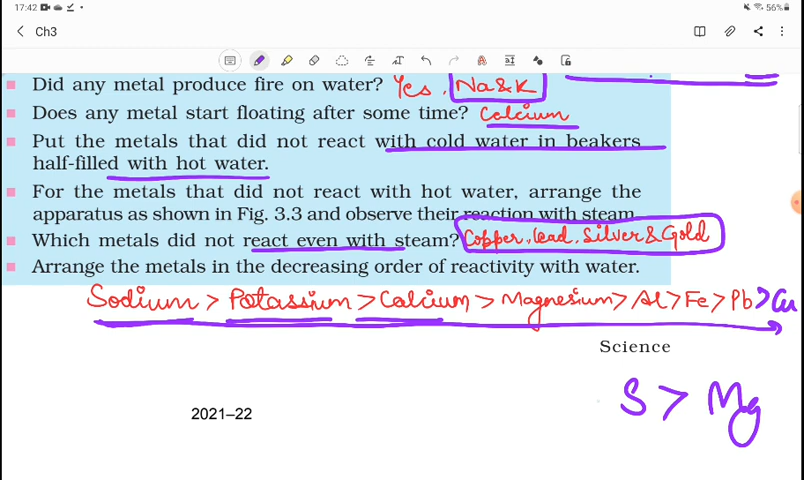 17:42 56%
Ch3
Did any metal produce fire on water? Yes, Na&K
Does any metal start floating after some time? Calcium
Put the metals that did not react with cold water in beakers
half-filled with hot water.
For the metals that did not react with hot water, arrange the
apparatus as shown in Fig. 3.3 and observe their reaction with steam.
Which metals did not react even with steam? Copper, lead, Silver & Gold
Arrange the metals in the decreasing order of reactivity with water.
Sodium > Potassium > Calcium > Magnesium > Al > Fe > Pb > Cu
Science
S > Mg
2021–22